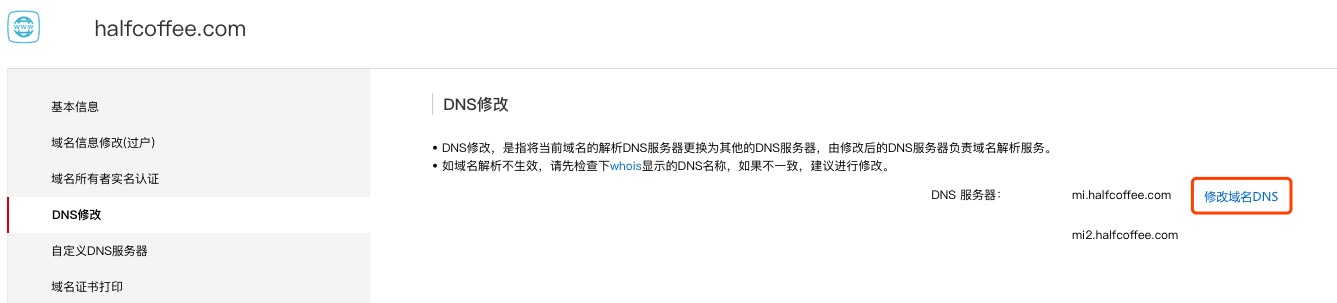 www
halfcoffee.com
基本信息
域名信息修改(过户)
域名所有者实名认证
DNS修改
自定义DNS服务器
域名证书打印
DNS修改
• DNS修改，是指将当前域名的解析DNS服务器更换为其他的DNS服务器，由修改后的DNS服务器负责域名解析服务。
• 如域名解析不生效，请先检查下whois显示的DNS名称，如果不一致，建议进行修改。
DNS 服务器： mi.halfcoffee.com 修改域名DNS
mi2.halfcoffee.com